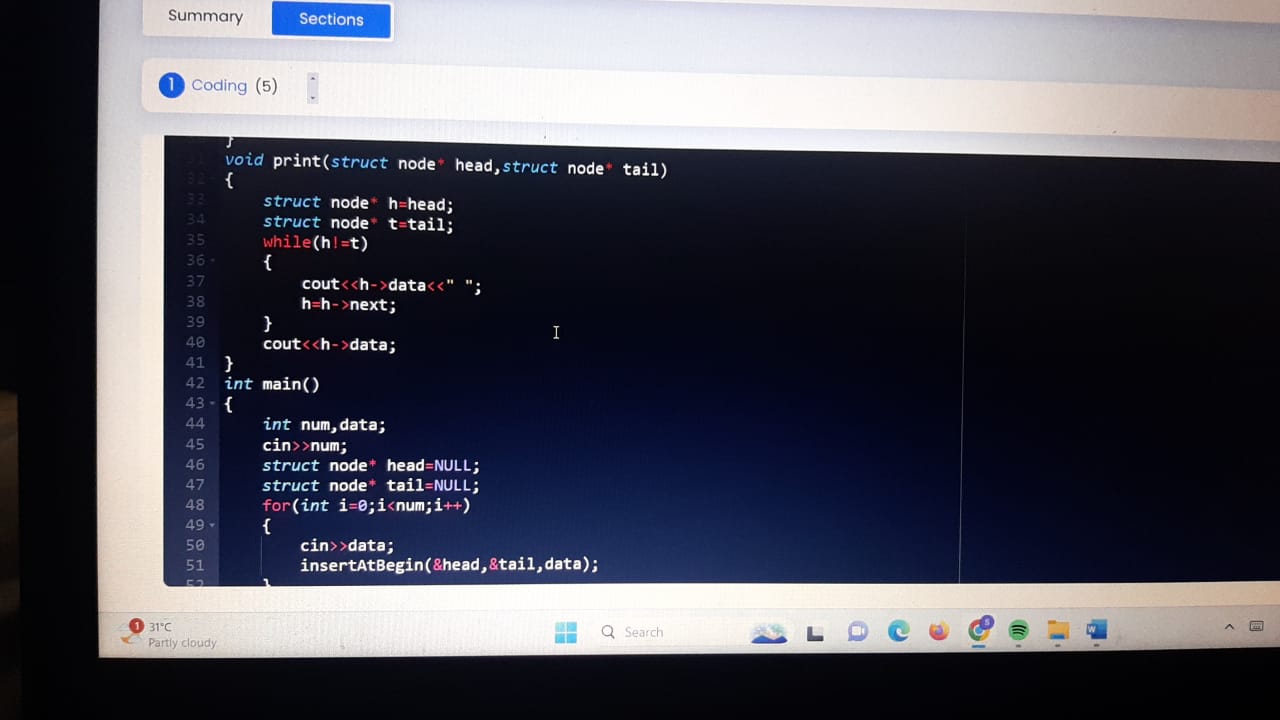 Summary Sections
1 Coding (5)
}
31 void print(struct node* head,struct node* tail)
32 {
33 struct node* h=head;
34 struct node* t=tail;
35 while(h!=t)
36 {
37 cout<<h->data<<" ";
38 h=h->next;
39 }
40 cout<<h->data;
41 }
42 int main()
43 {
44 int num,data;
45 cin>>num;
46 struct node* head=NULL;
47 struct node* tail=NULL;
48 for(int i=0;i<num;i++)
49 {
50 cin>>data;
51 insertAtBegin(&head,&tail,data);
52 }
1 31°C
Partly cloudy
Search
5
W